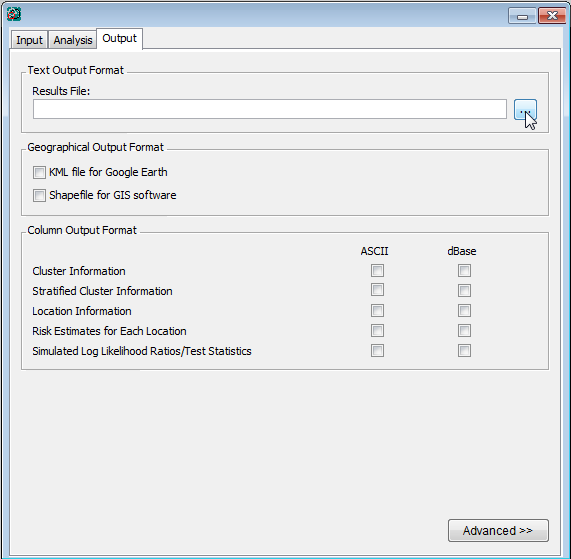 Input Analysis Output
Text Output Format
Results File:
...
Geographical Output Format
KML file for Google Earth
Shapefile for GIS software
Column Output Format
ASCII dBase
Cluster Information
Stratified Cluster Information
Location Information
Risk Estimates for Each Location
Simulated Log Likelihood Ratios/Test Statistics
Advanced >>